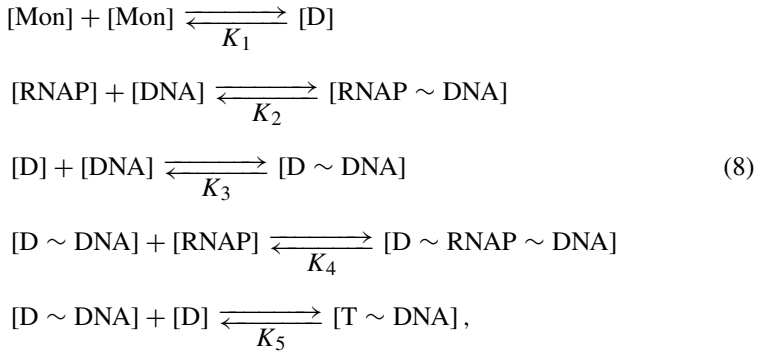 [Mon] + [Mon] ⇌ [D]
K₁
[RNAP] + [DNA] ⇌ [RNAP ∼ DNA]
K₂
[D] + [DNA] ⇌ [D ∼ DNA] (8)
K₃
[D ∼ DNA] + [RNAP] ⇌ [D ∼ RNAP ∼ DNA]
K₄
[D ∼ DNA] + [D] ⇌ [T ∼ DNA] ,
K₅